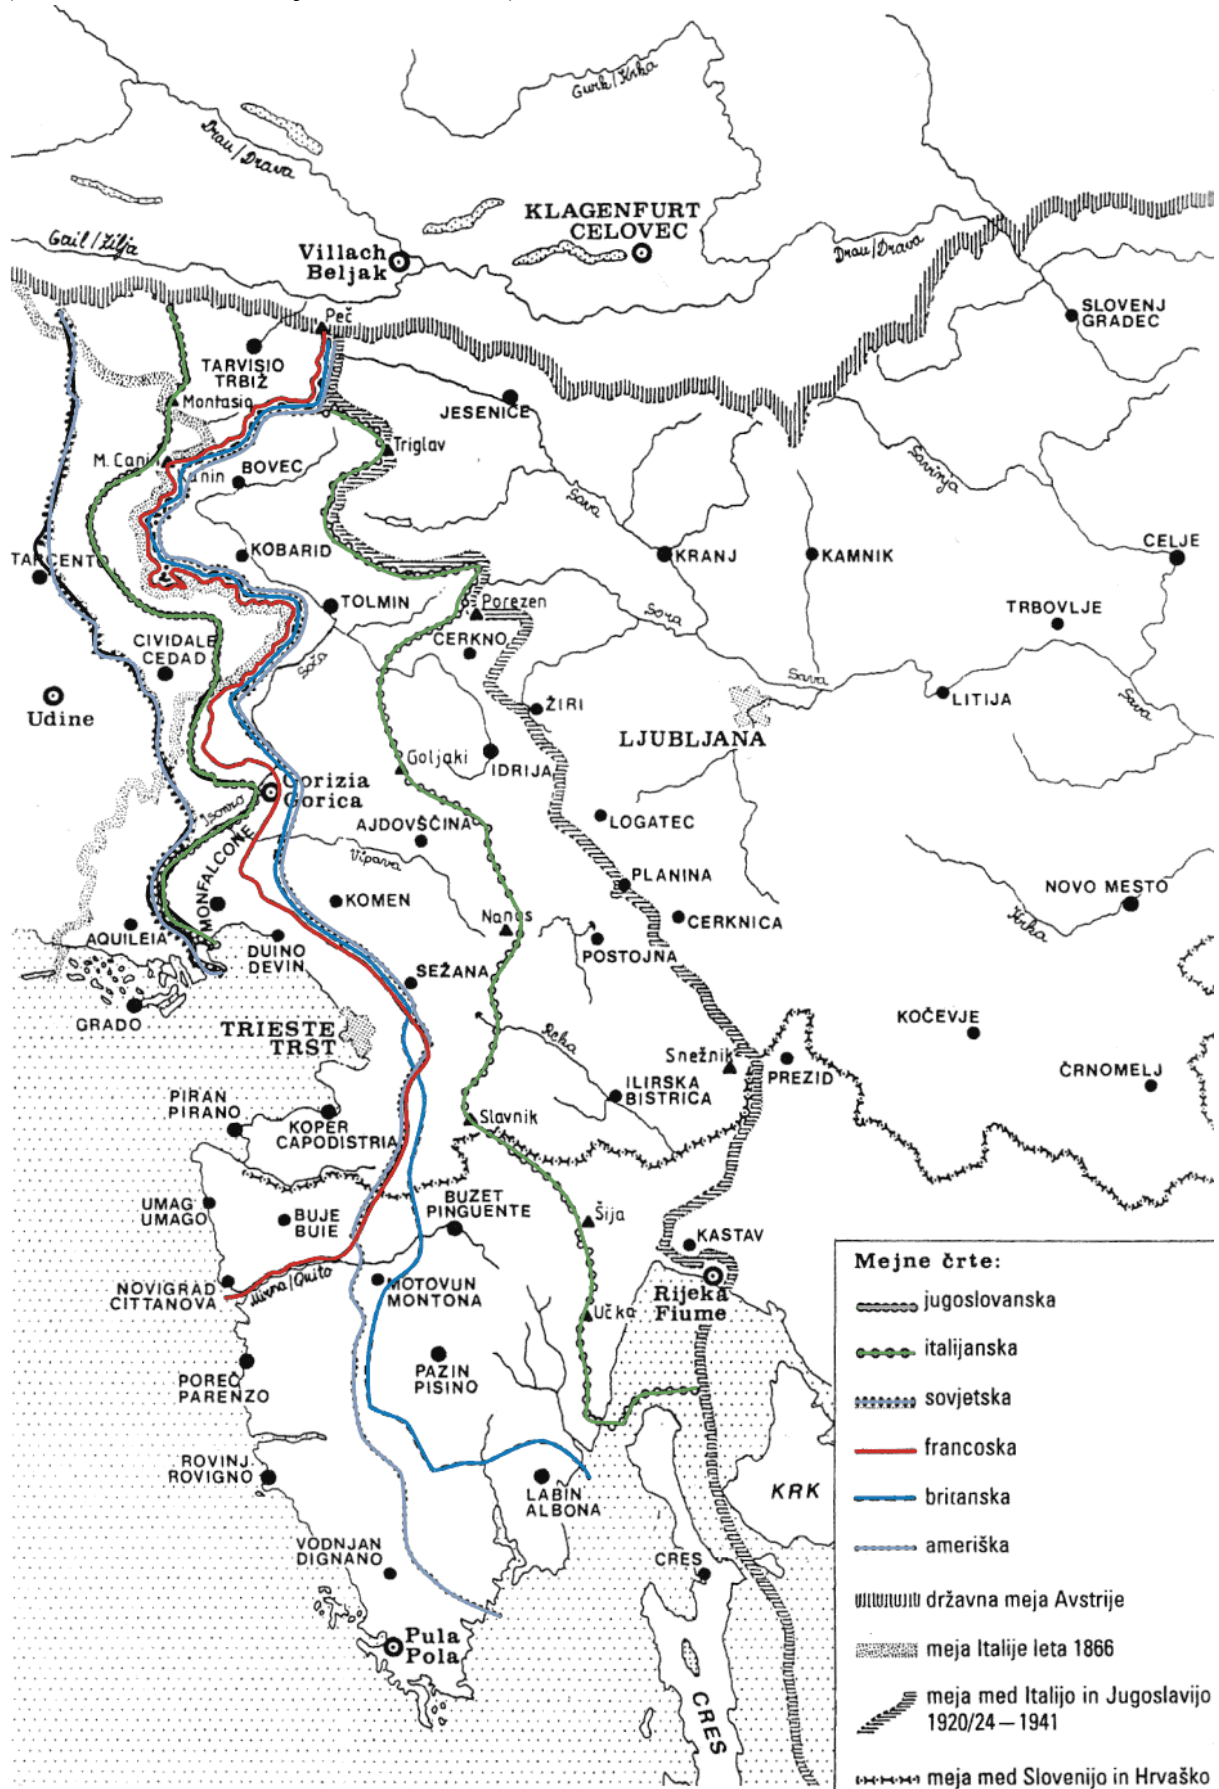 Gurk/Krka
Drau/Drava
KLAGENFURT
CELOVEC
Gail/Zilja
Villach
Beljak
Drau/Drava
SLOVENJ
GRADEC
Peč
TARVISIO
TRBIŽ
Montasio
JESENICE
Triglav
M. Canin
Kanin
BOVEC
Sava
Savinja
TARCENTO
KOBARID
KRANJ
KAMNIK
CELJE
TOLMIN
Porezen
Sora
TRBOVLJE
CIVIDALE
ČEDAD
ČERKNO
Soča
Sava
Sava
Udine
ŽIRI
LITIJA
LJUBLJANA
Goljaki
IDRIJA
Gorizia
Gorica
Isonzo
AJDOVŠČINA
LOGATEC
Vipava
MONFALCONE
PLANINA
NOVO MESTO
KOMEN
Nanos
CERKNICA
Krka
AQUILEIA
DUINO
DEVIN
POSTOJNA
SEŽANA
GRADO
TRIESTE
TRST
Reka
KOČEVJE
Snežnik
PREZID
ČRNOMELJ
ILIRSKA
BISTRICA
PIRAN
PIRANO
KOPER
CAPODISTRIA
Slavnik
UMAG
UMAGO
BUJE
BUIE
BUZET
PINGUENTE
Šija
KASTAV
NOVIGRAD
CITTANOVA
Mirna/Quito
MOTOVUN
MONTONA
Rijeka
Fiume
Učka
POREČ
PARENZO
PAZIN
PISINO
ROVINJ
ROVIGNO
LABIN
ALBONA
KRK
VODNJAN
DIGNANO
CRES
Pula
Pola
CRES
Mejne črte:
jugoslovanska
italijanska
sovjetska
francoska
britanska
ameriška
državna meja Avstrije
meja Italije leta 1866
meja med Italijo in Jugoslavijo
1920/24—1941
meja med Slovenijo in Hrvaško